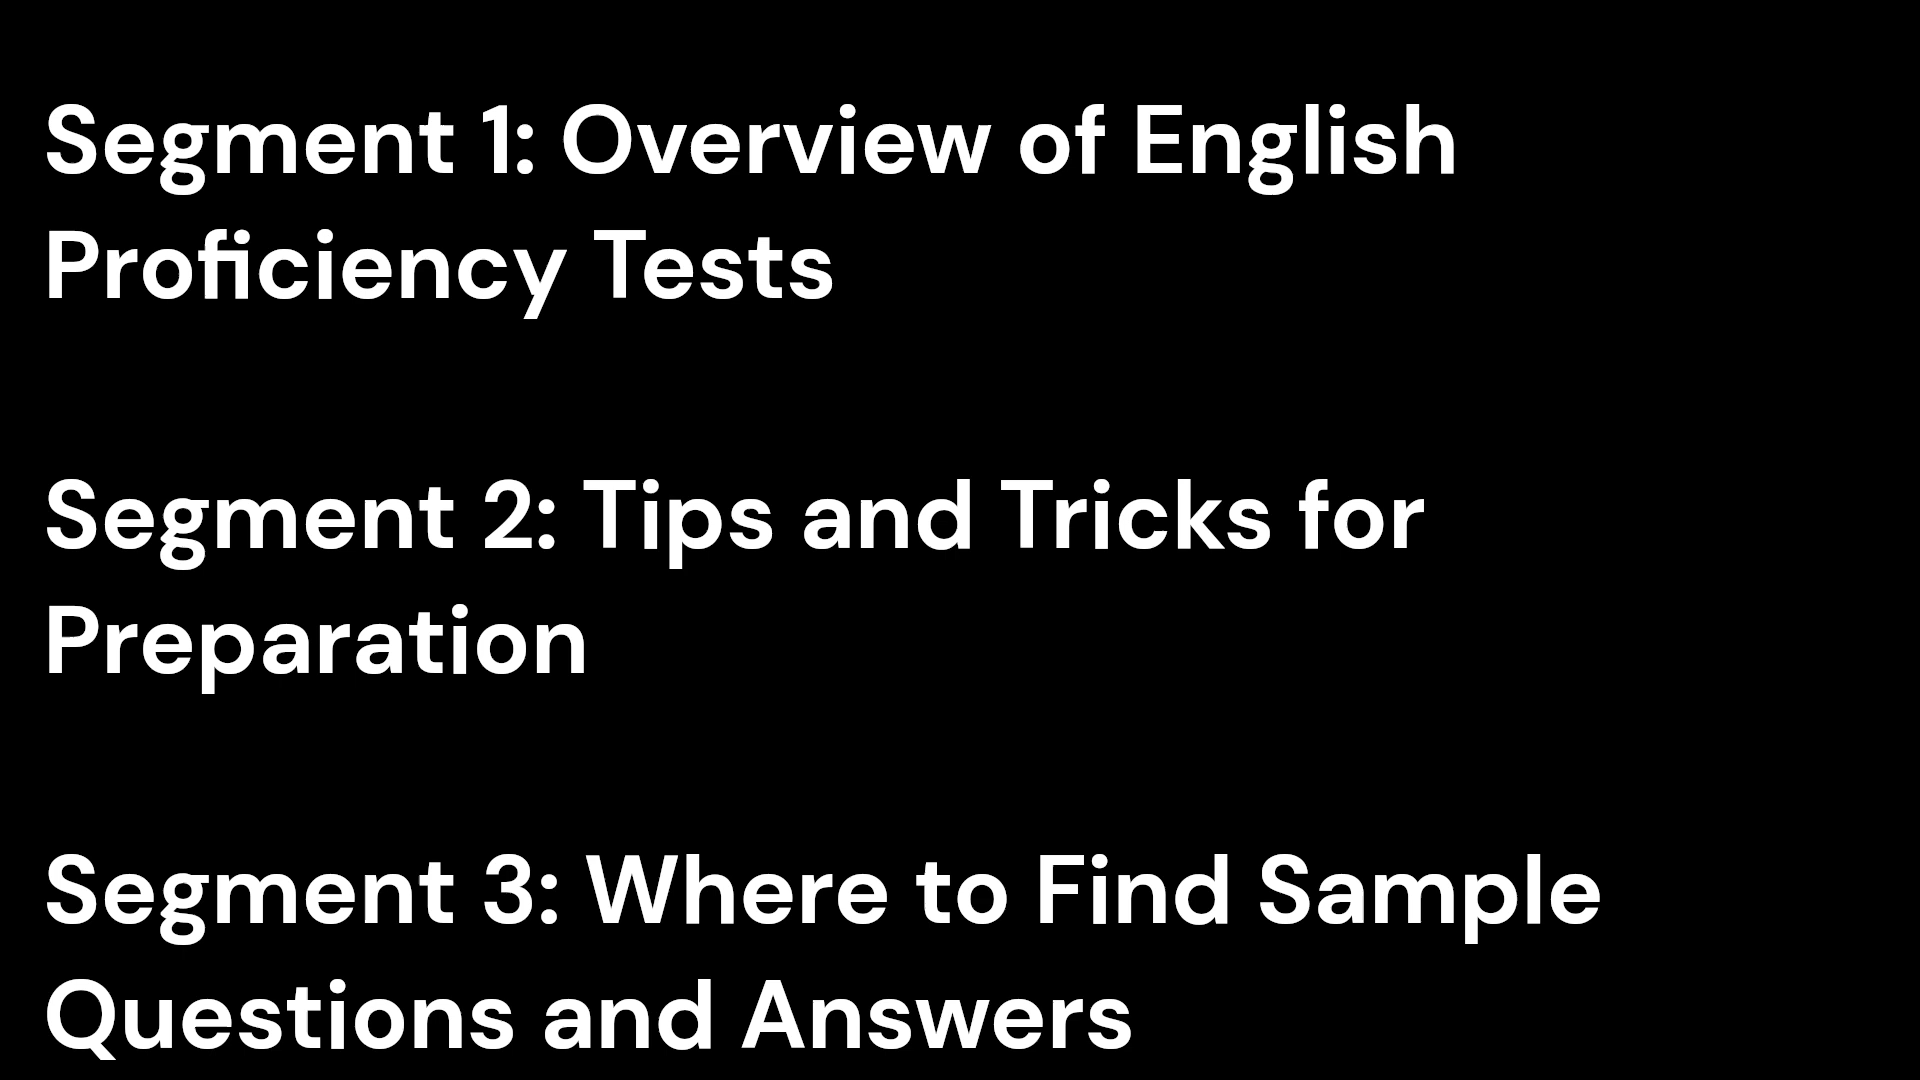 Segment 1: Overview of English
Proficiency Tests
Segment 2: Tips and Tricks for
Preparation
Segment 3: Where to Find Sample
Questions and Answers